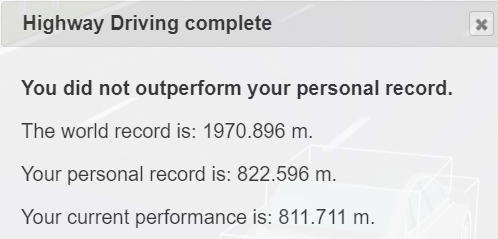 Highway Driving complete
You did not outperform your personal record.
The world record is: 1970.896 m.
Your personal record is: 822.596 m.
Your current performance is: 811.711 m.